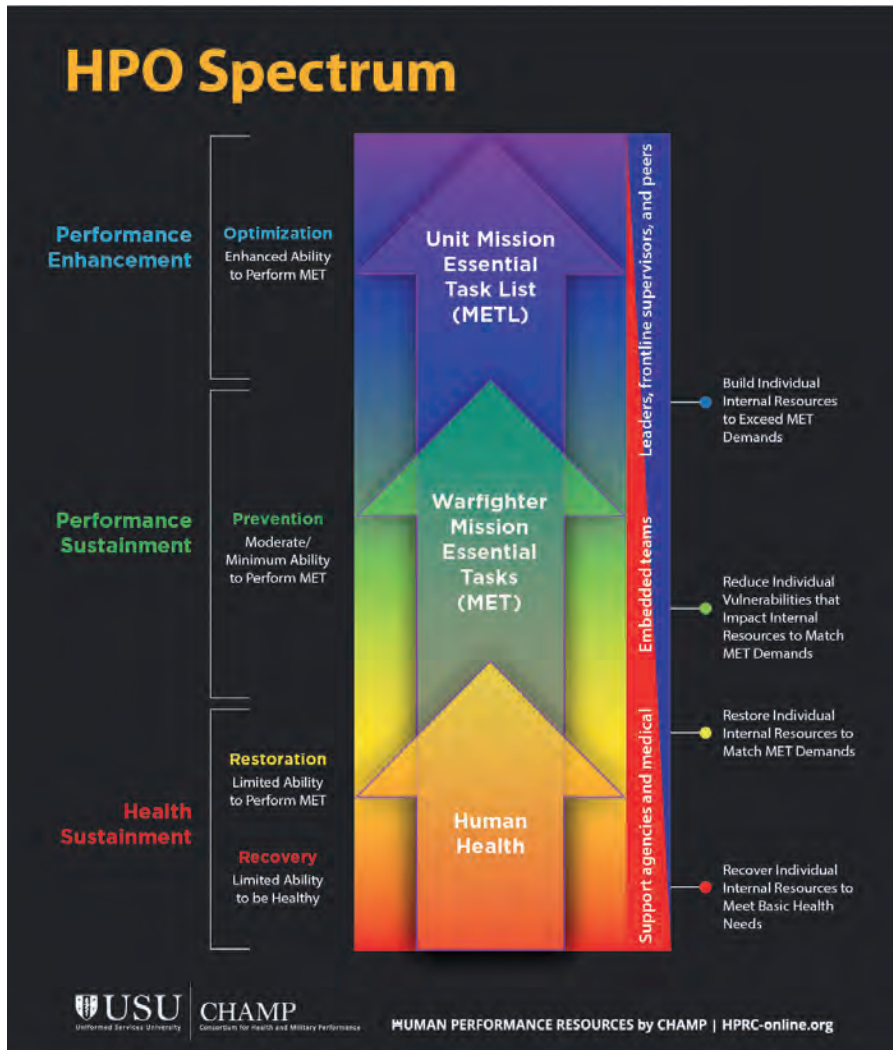 HPO Spectrum
Performance
Enhancement
Optimization
Enhanced Ability
to Perform MET
Unit Mission
Essential
Task List
(METL)
Leaders, frontline supervisors, and peers
Build Individual
Internal Resources
to Exceed MET
Demands
Performance
Sustainment
Prevention
Moderate/
Minimum Ability
to Perform MET
Warfighter
Mission
Essential
Tasks
(MET)
Embedded teams
Reduce Individual
Vulnerabilities that
Impact Internal
Resources to Match
MET Demands
Health
Sustainment
Restoration
Limited Ability
to Perform MET
Recovery
Limited Ability
to be Healthy
Human
Health
Support agencies and medical
Restore Individual
Internal Resources to
Match MET Demands
Recover Individual
Internal Resources to
Meet Basic Health
Needs
USU
Uniformed Services University
CHAMP
Consortium for Health and Military Performance
HUMAN PERFORMANCE RESOURCES by CHAMP | HPRC-online.org